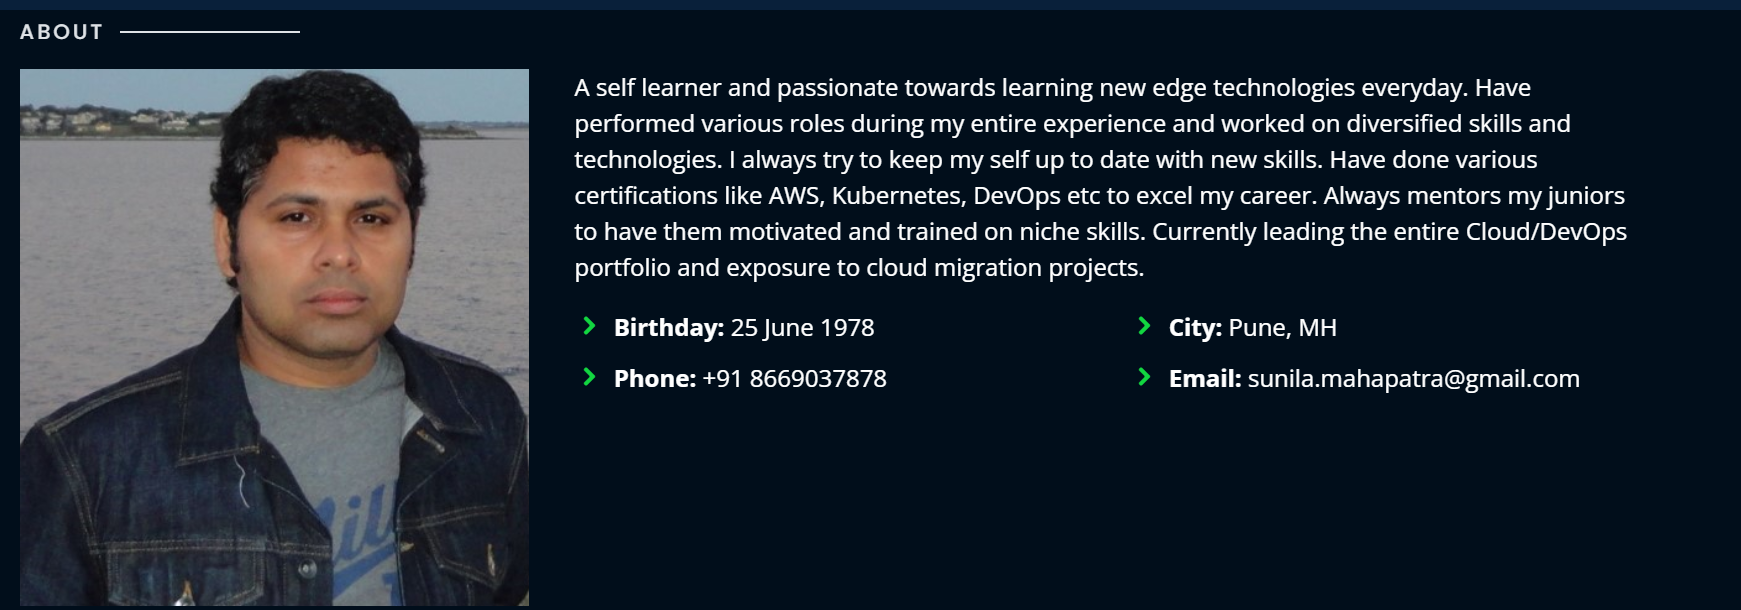 ABOUT
A self learner and passionate towards learning new edge technologies everyday. Have
performed various roles during my entire experience and worked on diversified skills and
technologies. I always try to keep my self up to date with new skills. Have done various
certifications like AWS, Kubernetes, DevOps etc to excel my career. Always mentors my juniors
to have them motivated and trained on niche skills. Currently leading the entire Cloud/DevOps
portfolio and exposure to cloud migration projects.
Birthday: 25 June 1978
City: Pune, MH
Phone: +91 8669037878
Email: sunila.mahapatra@gmail.com